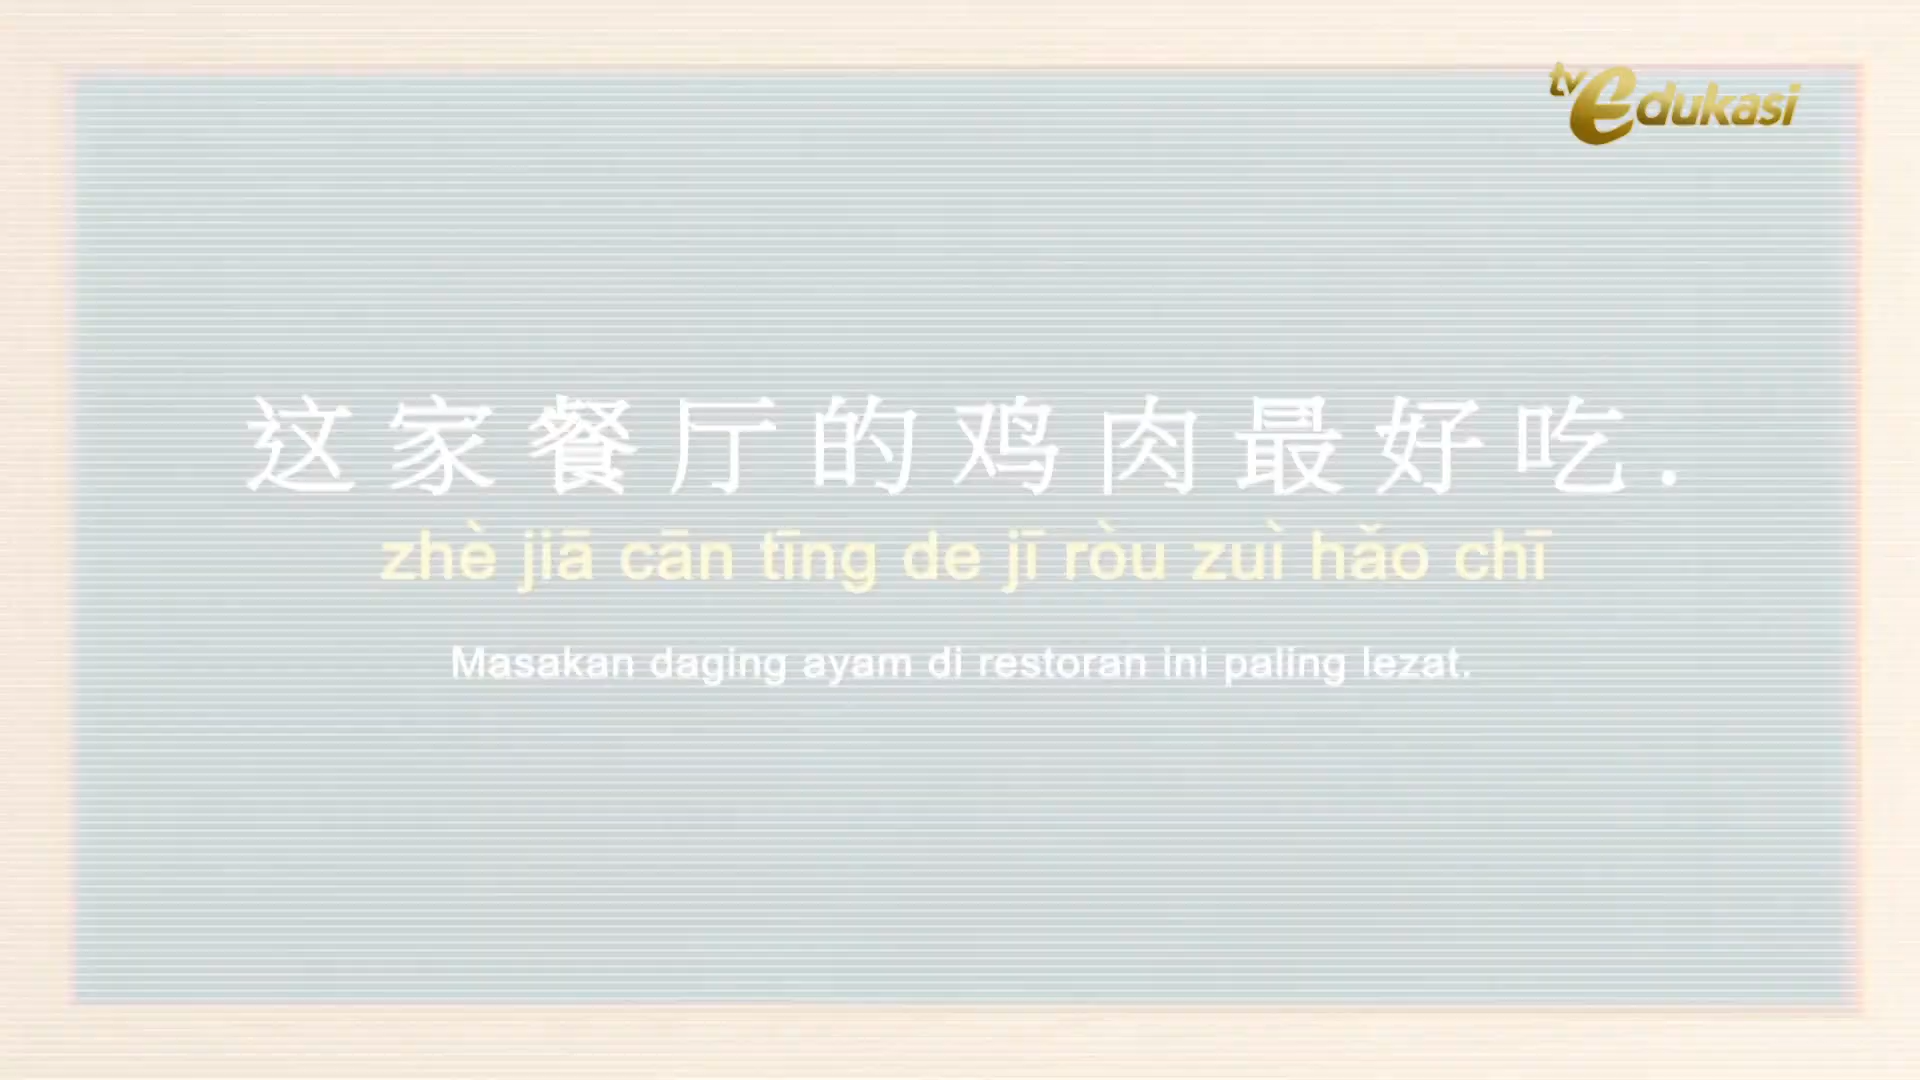 tv edukasi
这家餐厅的鸡肉最好吃.
zhè jiā cān tīng de jī ròu zuì hǎo chī
Masakan daging ayam di restoran ini paling lezat.